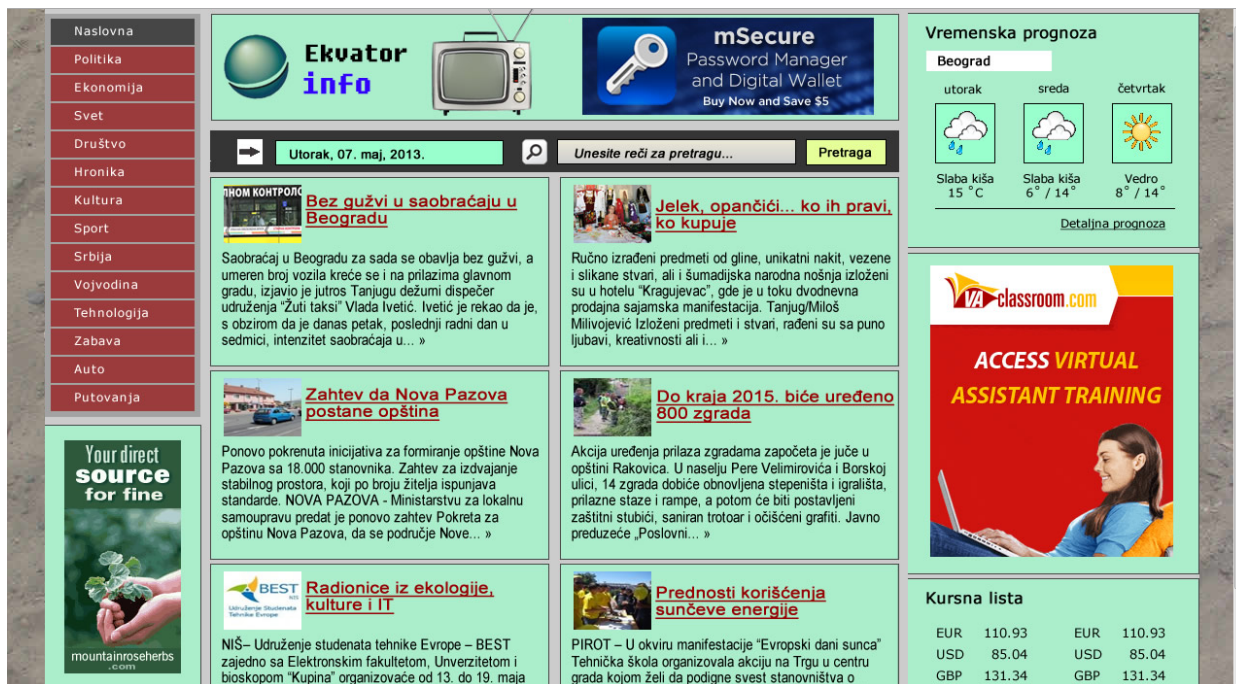 Naslovna
Politika
Ekonomija
Svet
Društvo
Hronika
Kultura
Sport
Srbija
Vojvodina
Tehnologija
Zabava
Auto
Putovanja
Your direct
source
for fine
mountainroseherbs
.com
Ekvator
info
mSecure
Password Manager
and Digital Wallet
Buy Now and Save $5
Utorak, 07. maj, 2013.
Unesite reči za pretragu...
Pretraga
NOM КОНТРОЛО
Bez gužvi u saobraćaju u
Beogradu
Saobraćaj u Beogradu za sada se obavlja bez gužvi, a
umeren broj vozila kreće se i na prilazima glavnom
gradu, izjavio je jutros Tanjugu dežurni dispečer
udruženja “Žuti taksi” Vlada Ivetić. Ivetić je rekao da je,
s obzirom da je danas petak, poslednji radni dan u
sedmici, intenzitet saobraćaja u... »
Jelek, opančići... ko ih pravi,
ko kupuje
Ručno izrađeni predmeti od gline, unikatni nakit, vezene
i slikane stvari, ali i šumadijska narodna nošnja izloženi
su u hotelu “Kragujevac”, gde je u toku dvodnevna
prodajna sajamska manifestacija. Tanjug/Miloš
Milivojević Izloženi predmeti i stvari, rađeni su sa puno
ljubavi, kreativnosti ali i... »
Zahtev da Nova Pazova
postane opština
Ponovo pokrenuta inicijativa za formiranje opštine Nova
Pazova sa 18.000 stanovnika. Zahtev za izdvajanje
stabilnog prostora, koji po broju žitelja ispunjava
standarde. NOVA PAZOVA - Ministarstvu za lokalnu
samoupravu predat je ponovo zahtev Pokreta za
opštinu Nova Pazova, da se područje Nove... »
Do kraja 2015. biće uređeno
800 zgrada
Akcija uređenja prilaza zgradama započeta je juče u
opštini Rakovica. U naselju Pere Velimirovića i Borskoj
ulici, 14 zgrada dobiće obnovljena stepeništa i igrališta,
prilazne staze i rampe, a potom će biti postavljeni
zaštitni stubići, saniran trotoar i očišćeni grafiti. Javno
preduzeće „Poslovni... »
BEST
NIŠ
Udruženje Studenata
Tehnike Evrope
Radionice iz ekologije,
kulture i IT
NIŠ– Udruženje studenata tehnike Evrope – BEST
zajedno sa Elektronskim fakultetom, Unverzitetom i
bioskopom “Kupina” organizovaće od 13. do 19. maja
Prednosti korišćenja
sunčeve energije
PIROT – U okviru manifestacije “Evropski dani sunca”
Tehnička škola organizovala akciju na Trgu u centru
grada kojom želi da podigne svest stanovništva o
Vremenska prognoza
Beograd
utorak sreda četvrtak
Slaba kiša Slaba kiša Vedro
15 °C 6° / 14° 8° / 14°
Detaljna prognoza
VA classroom.com
ACCESS VIRTUAL
ASSISTANT TRAINING
Kursna lista
EUR 110.93 EUR 110.93
USD 85.04 USD 85.04
GBP 131.34 GBP 131.34